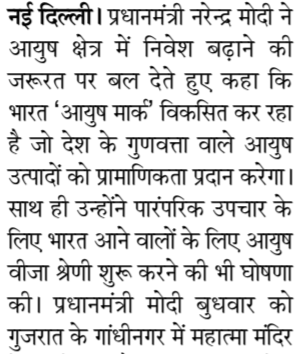 नई दिल्ली। प्रधानमंत्री नरेन्द्र मोदी ने
आयुष क्षेत्र में निवेश बढ़ाने की
जरूरत पर बल देते हुए कहा कि
भारत ‘आयुष मार्क’ विकसित कर रहा
है जो देश के गुणवत्ता वाले आयुष
उत्पादों को प्रामाणिकता प्रदान करेगा।
साथ ही उन्होंने पारंपरिक उपचार के
लिए भारत आने वालों के लिए आयुष
वीजा श्रेणी शुरू करने की भी घोषणा
की। प्रधानमंत्री मोदी बुधवार को
गुजरात के गांधीनगर में महात्मा मंदिर